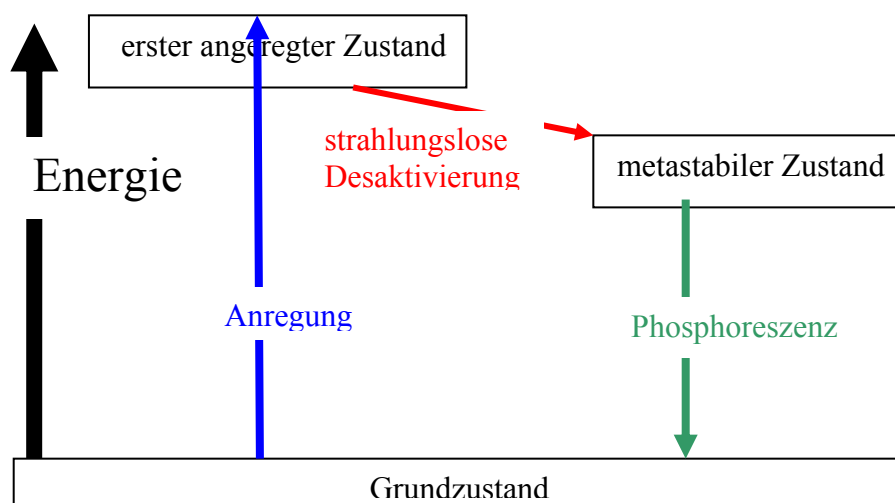 erster angeregter Zustand
strahlungslose
Desaktivierung
metastabiler Zustand
Energie
Anregung
Phosphoreszenz
Grundzustand